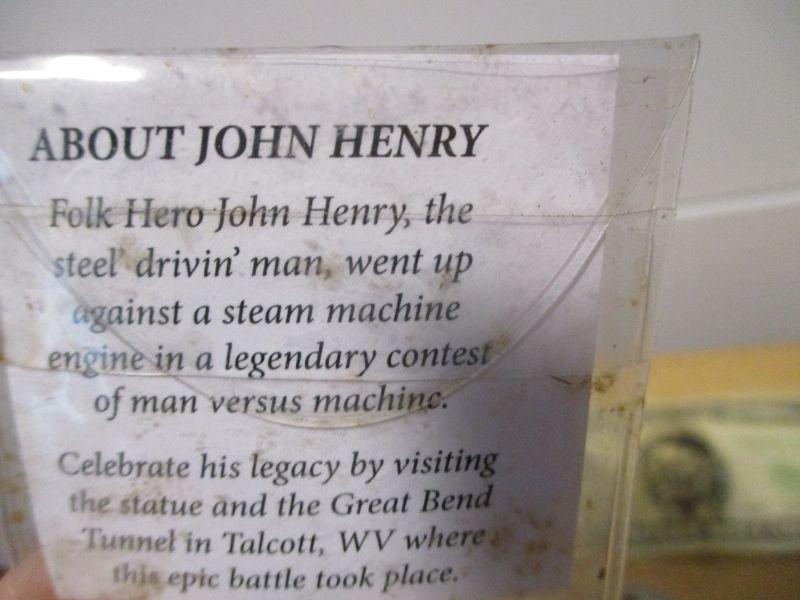 ABOUT JOHN HENRY
Folk Hero John Henry, the
steel' drivin' man, went up
against a steam machine
engine in a legendary contest
of man versus machine.
Celebrate his legacy by visiting
the statue and the Great Bend
Tunnel in Talcott, WV where
this epic battle took place.